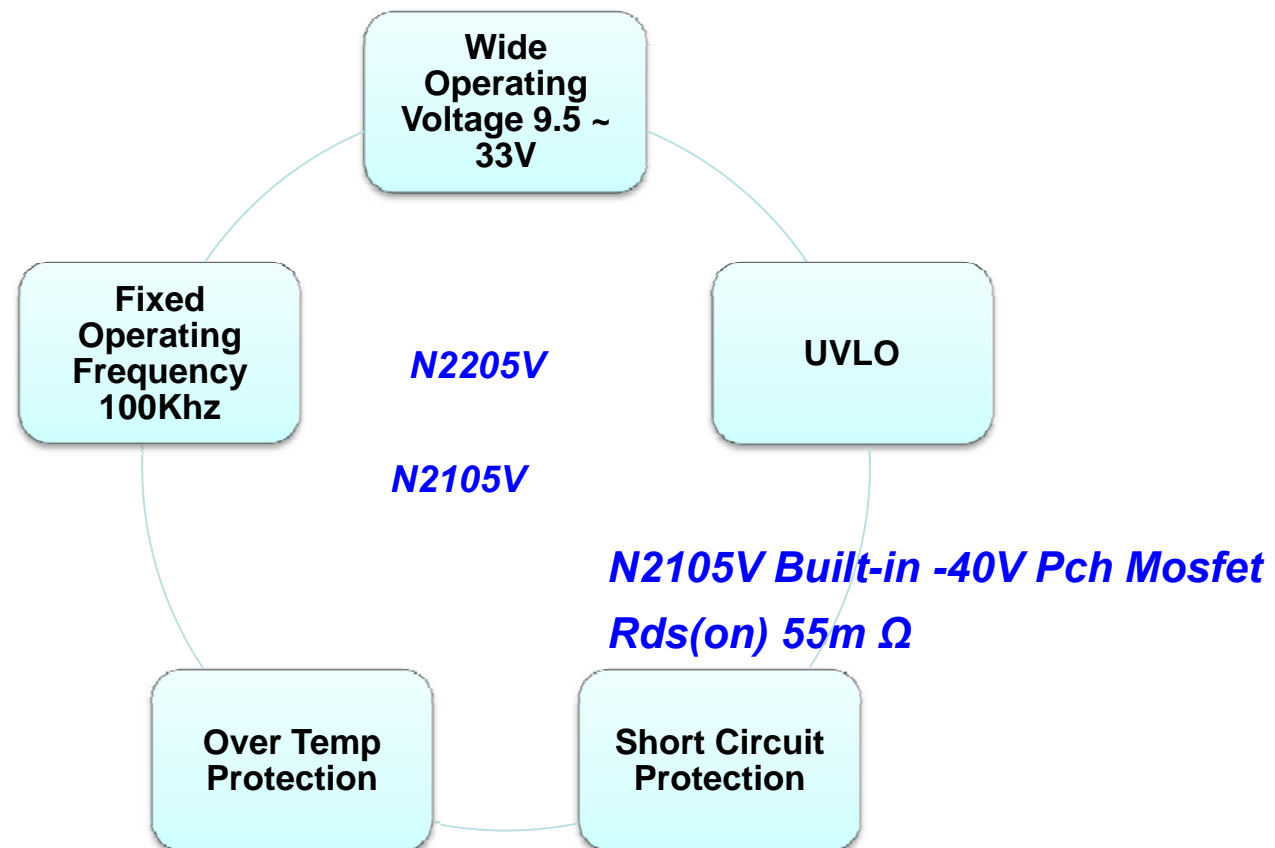 Wide
Operating
Voltage 9.5 ~
33V
Fixed
Operating
Frequency
100Khz
UVLO
N2205V
N2105V
N2105V Built-in -40V Pch Mosfet
Rds(on) 55m Ω
Over Temp
Protection
Short Circuit
Protection